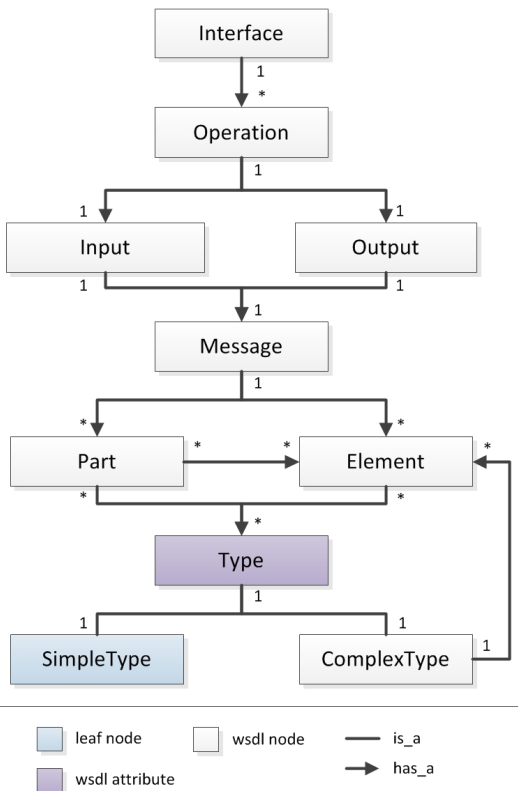 Interface
1
*
Operation
1
1
1
Input
Output
1
1
1
Message
1
*
*
Part
*
*
Element
*
*
*
*
Type
1
1
1
SimpleType
ComplexType
1
leaf node
wsdl node
is_a
wsdl attribute
has_a